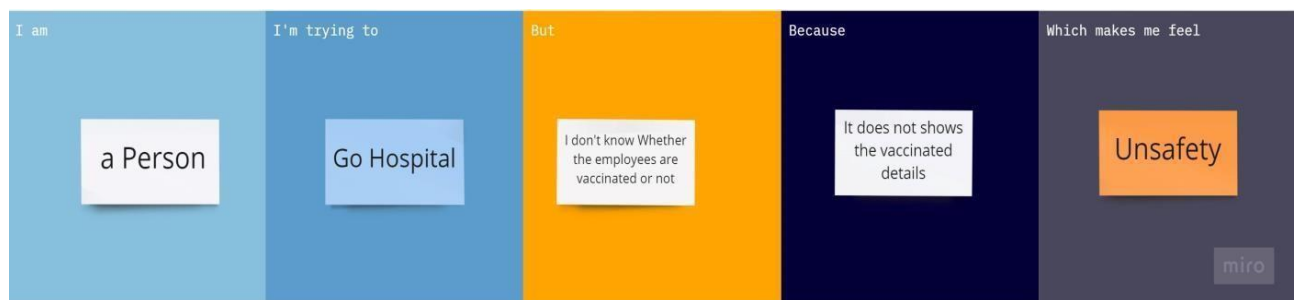 I am
a Person
I'm trying to
Go Hospital
But
I don't know Whether
the employees are
vaccinated or not
Because
It does not shows
the vaccinated
details
Which makes me feel
Unsafety
miro